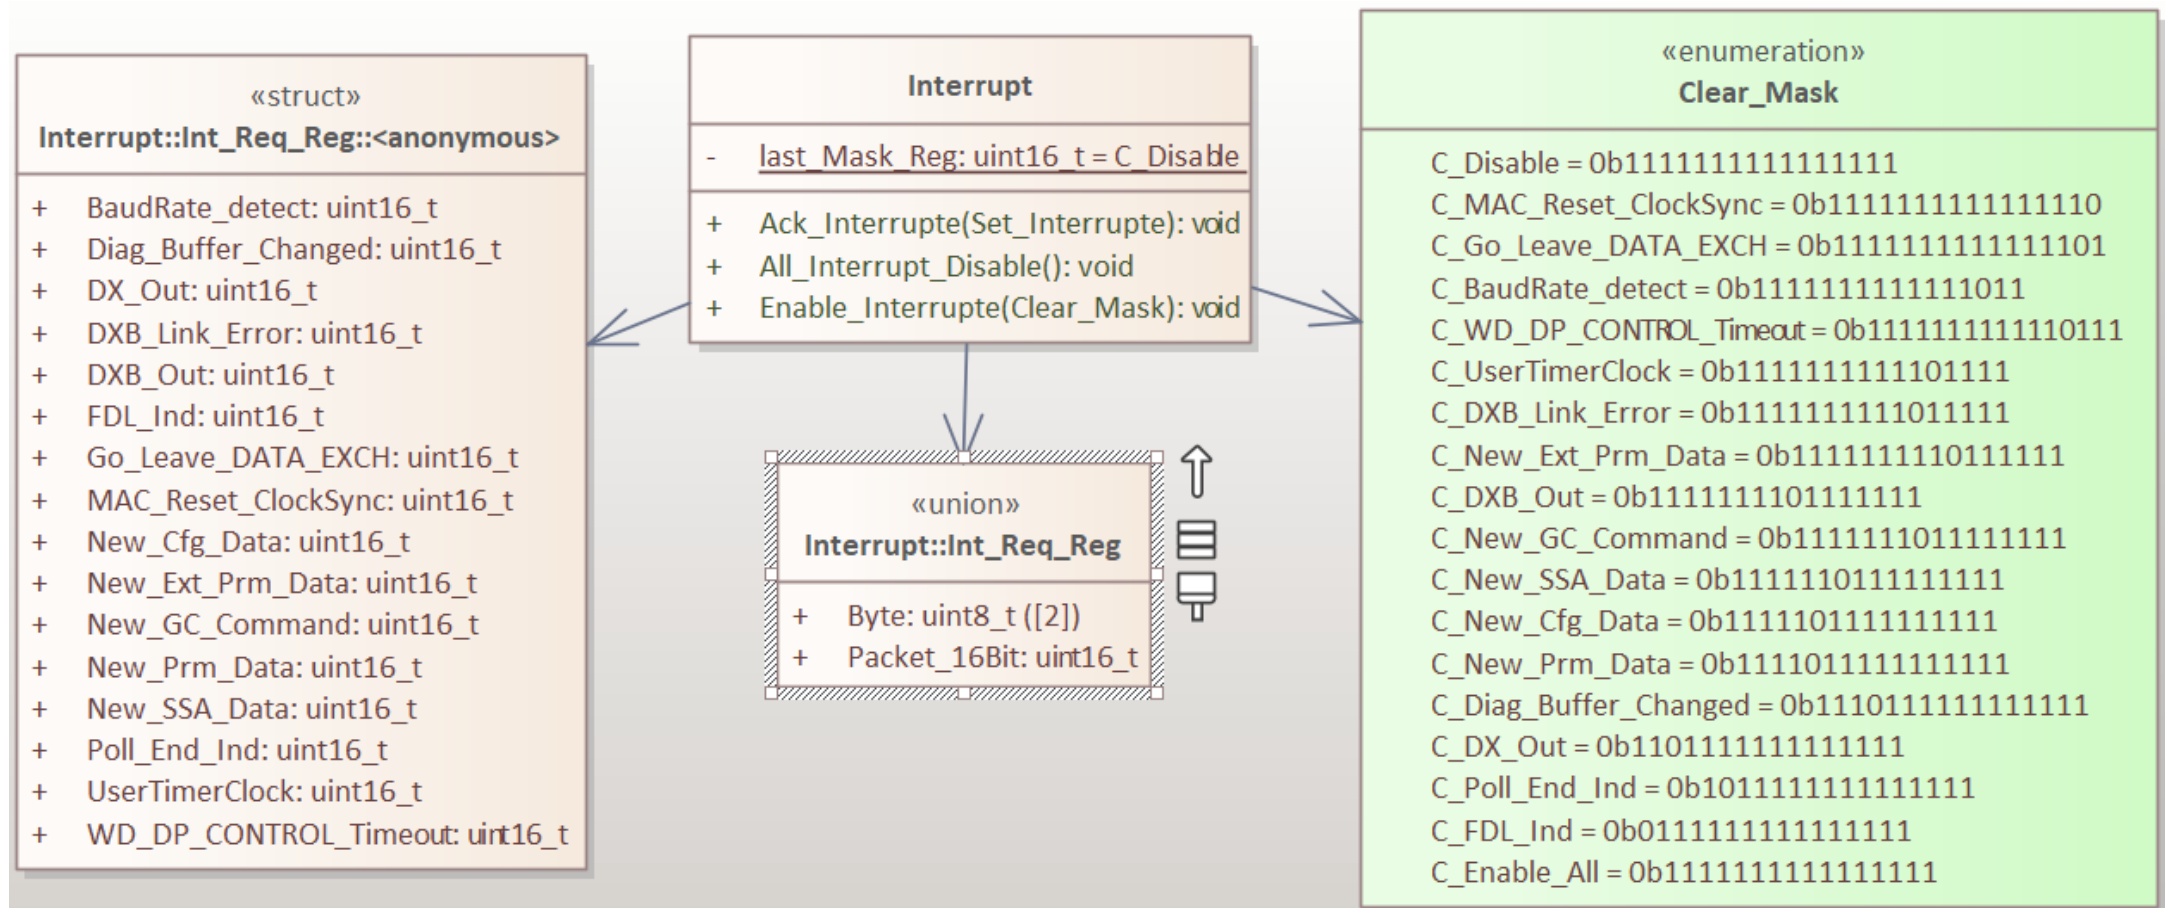 «struct»
Interrupt::Int_Req_Reg::<anonymous>
+ BaudRate_detect: uint16_t
+ Diag_Buffer_Changed: uint16_t
+ DX_Out: uint16_t
+ DXB_Link_Error: uint16_t
+ DXB_Out: uint16_t
+ FDL_Ind: uint16_t
+ Go_Leave_DATA_EXCH: uint16_t
+ MAC_Reset_ClockSync: uint16_t
+ New_Cfg_Data: uint16_t
+ New_Ext_Prm_Data: uint16_t
+ New_GC_Command: uint16_t
+ New_Prm_Data: uint16_t
+ New_SSA_Data: uint16_t
+ Poll_End_Ind: uint16_t
+ UserTimerClock: uint16_t
+ WD_DP_CONTROL_Timeout: uint16_t
Interrupt
- last_Mask_Reg: uint16_t = C_Disable
+ Ack_Interrupte(Set_Interrupte): void
+ All_Interrupt_Disable(): void
+ Enable_Interrupte(Clear_Mask): void
«union»
Interrupt::Int_Req_Reg
+ Byte: uint8_t ([2])
+ Packet_16Bit: uint16_t
«enumeration»
Clear_Mask
C_Disable = 0b1111111111111111
C_MAC_Reset_ClockSync = 0b1111111111111110
C_Go_Leave_DATA_EXCH = 0b1111111111111101
C_BaudRate_detect = 0b1111111111111011
C_WD_DP_CONTROL_Timeout = 0b1111111111110111
C_UserTimerClock = 0b1111111111101111
C_DXB_Link_Error = 0b1111111111011111
C_New_Ext_Prm_Data = 0b1111111110111111
C_DXB_Out = 0b1111111101111111
C_New_GC_Command = 0b1111111011111111
C_New_SSA_Data = 0b1111110111111111
C_New_Cfg_Data = 0b1111101111111111
C_New_Prm_Data = 0b1111011111111111
C_Diag_Buffer_Changed = 0b1110111111111111
C_DX_Out = 0b1101111111111111
C_Poll_End_Ind = 0b1011111111111111
C_FDL_Ind = 0b0111111111111111
C_Enable_All = 0b1111111111111111